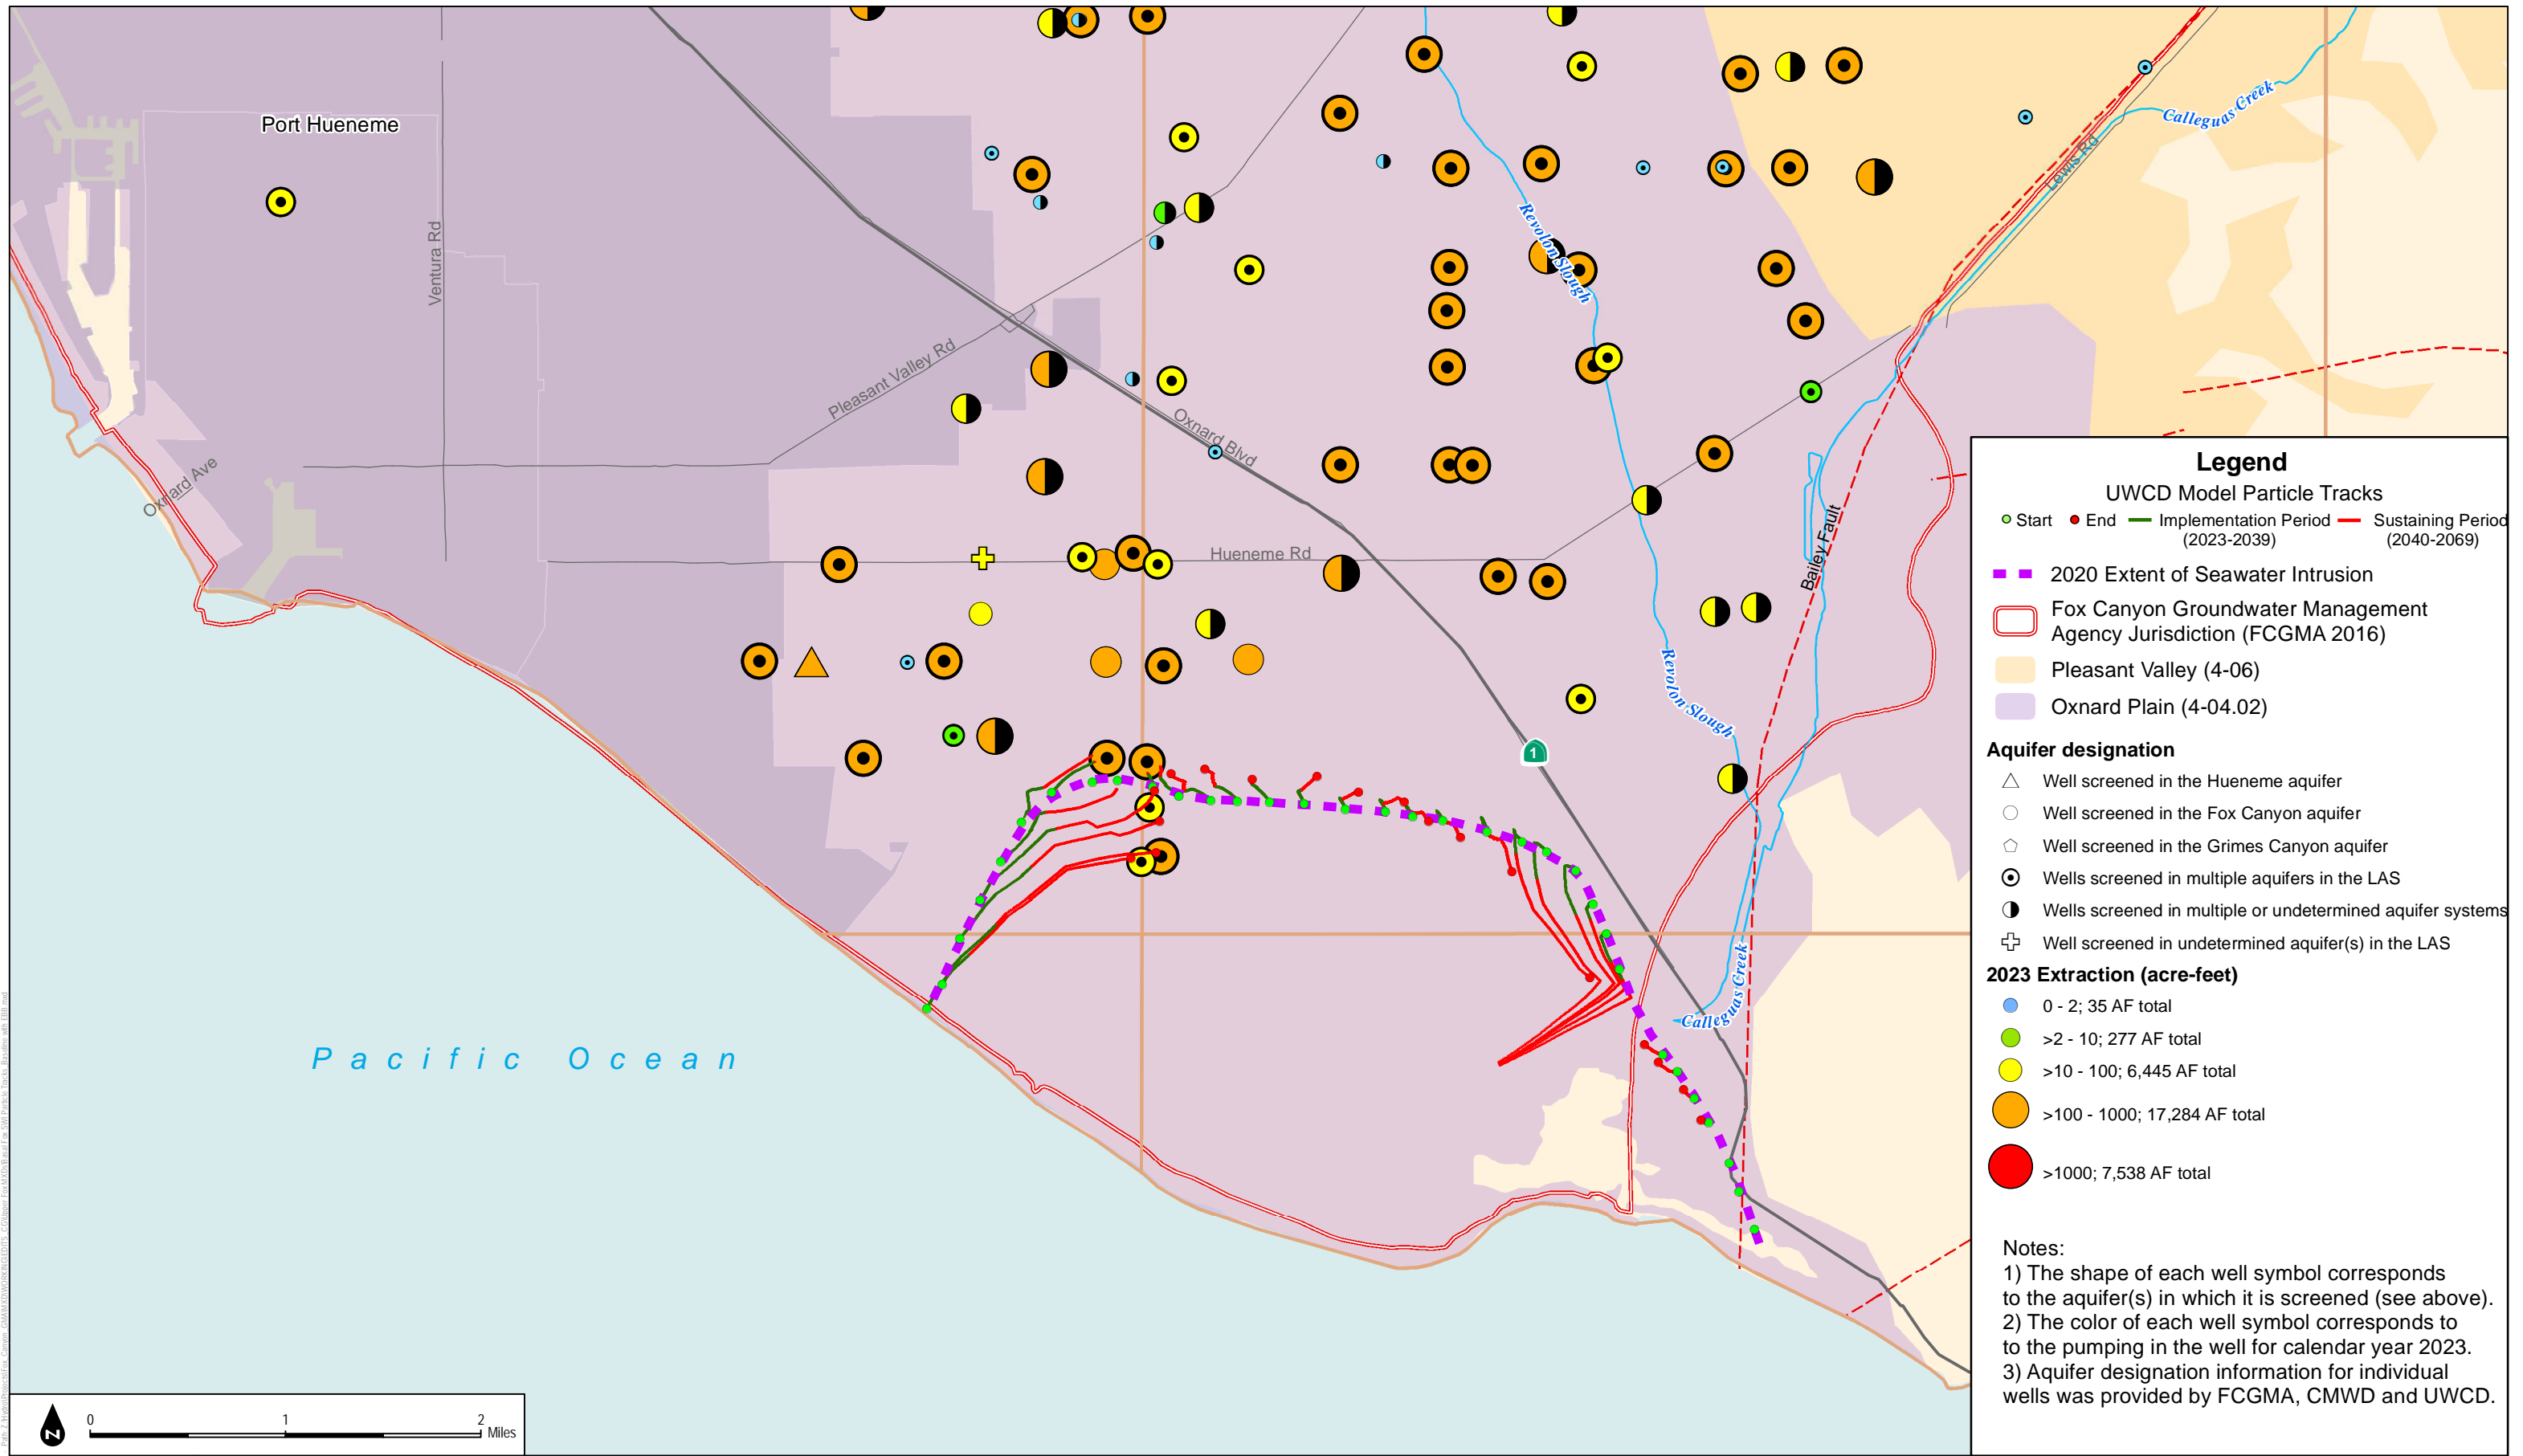 Port Hueneme
Ventura Rd
Oxnard Ave
Pleasant Valley Rd
Oxnard Blvd
Hueneme Rd
Revolon Slough
Revolon Slough
Calleguas Creek
Lewis Rd
Bailey Fault
1
Calleguas Creek
Pacific Ocean
0 1 2
Miles
N
Legend
UWCD Model Particle Tracks
Start End Implementation Period Sustaining Period
(2023-2039) (2040-2069)
2020 Extent of Seawater Intrusion
Fox Canyon Groundwater Management
Agency Jurisdiction (FCGMA 2016)
Pleasant Valley (4-06)
Oxnard Plain (4-04.02)
Aquifer designation
Well screened in the Hueneme aquifer
Well screened in the Fox Canyon aquifer
Well screened in the Grimes Canyon aquifer
Wells screened in multiple aquifers in the LAS
Wells screened in multiple or undetermined aquifer systems
Well screened in undetermined aquifer(s) in the LAS
2023 Extraction (acre-feet)
0 - 2; 35 AF total
>2 - 10; 277 AF total
>10 - 100; 6,445 AF total
>100 - 1000; 17,284 AF total
>1000; 7,538 AF total
Notes:
1) The shape of each well symbol corresponds
to the aquifer(s) in which it is screened (see above).
2) The color of each well symbol corresponds to
to the pumping in the well for calendar year 2023.
3) Aquifer designation information for individual
wells was provided by FCGMA, CMWD and UWCD.